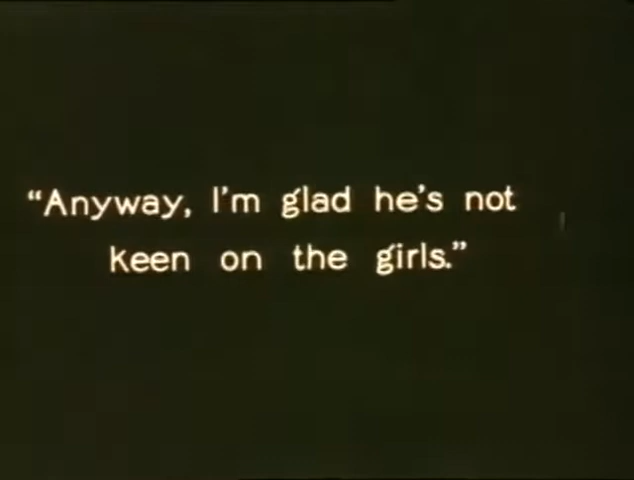 “Anyway, I’m glad he’s not
keen on the girls.”